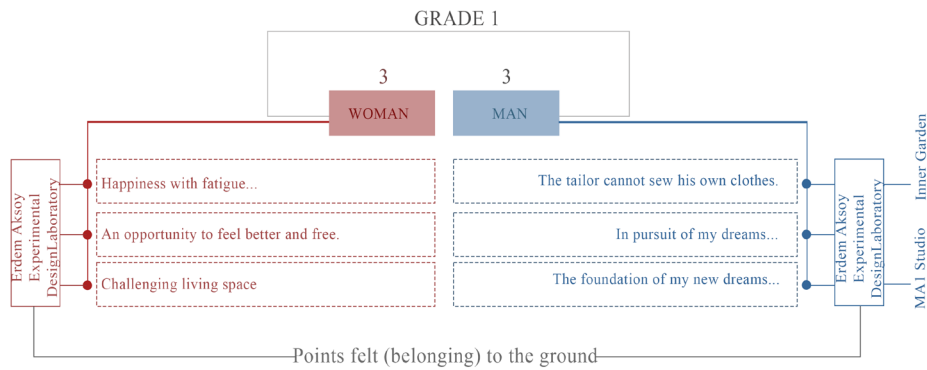 GRADE 1
3
3
WOMAN
MAN
Happiness with fatigue...
An opportunity to feel better and free.
Challenging living space
The tailor cannot sew his own clothes.
In pursuit of my dreams...
The foundation of my new dreams...
Erdem Aksoy
Experimental
DesignLaboratory
Erdem Aksoy
Experimental
DesignLaboratory
Inner Garden
MA1 Studio
Points felt (belonging) to the ground